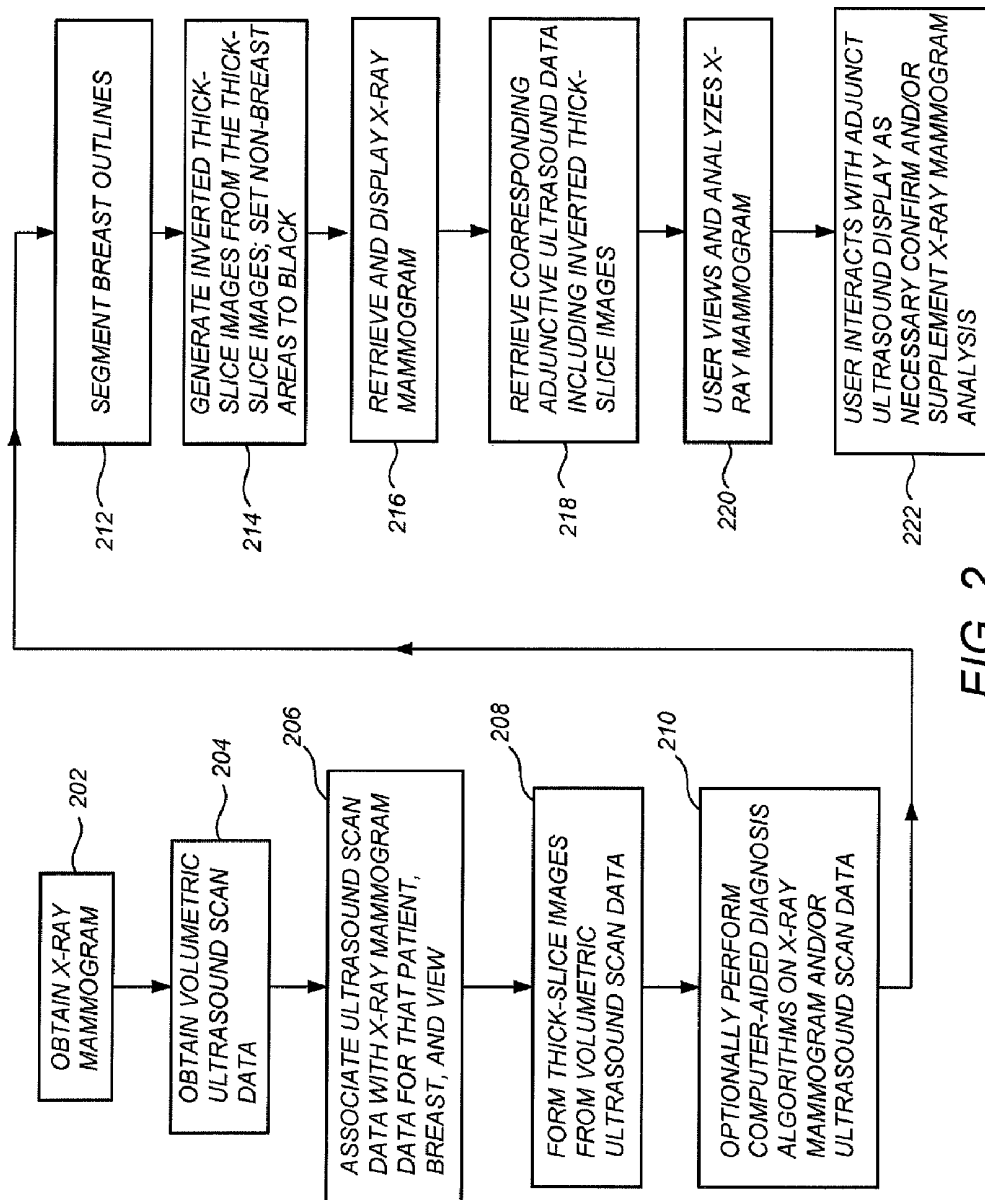 202
OBTAIN X-RAY
MAMMOGRAM
204
OBTAIN VOLUMETRIC
ULTRASOUND SCAN
DATA
206
ASSOCIATE ULTRASOUND SCAN
DATA WITH X-RAY MAMMOGRAM
DATA FOR THAT PATIENT,
BREAST, AND VIEW
208
FORM THICK-SLICE IMAGES
FROM VOLUMETRIC
ULTRASOUND SCAN DATA
210
OPTIONALLY PERFORM
COMPUTER-AIDED DIAGNOSIS
ALGORITHMS ON X-RAY
MAMMOGRAM AND/OR
ULTRASOUND SCAN DATA
212
SEGMENT BREAST OUTLINES
214
GENERATE INVERTED THICK-
SLICE IMAGES FROM THE THICK-
SLICE IMAGES; SET NON-BREAST
AREAS TO BLACK
216
RETRIEVE AND DISPLAY X-RAY
MAMMOGRAM
218
RETRIEVE CORRESPONDING
ADJUNCTIVE ULTRASOUND DATA
INCLUDING INVERTED THICK-
SLICE IMAGES
220
USER VIEWS AND ANALYZES X-
RAY MAMMOGRAM
222
USER INTERACTS WITH ADJUNCT
ULTRASOUND DISPLAY AS
NECESSARY CONFIRM AND/OR
SUPPLEMENT X-RAY MAMMOGRAM
ANALYSIS
FIG. 2